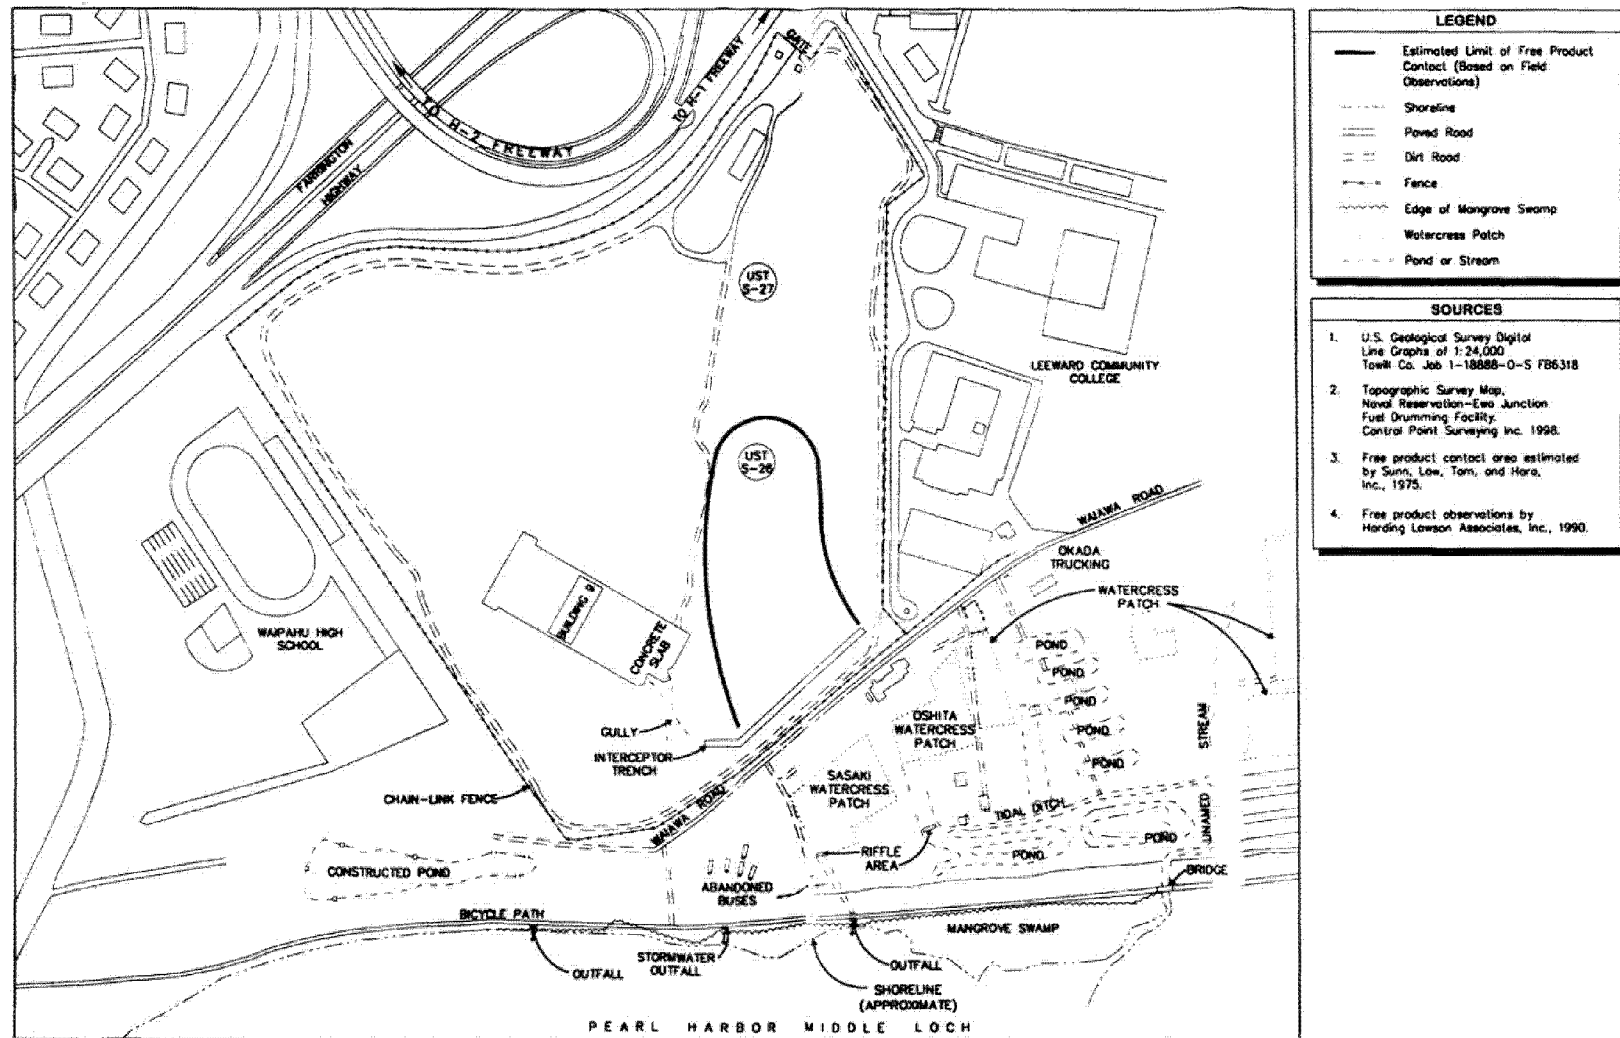 LEGEND
Estimated Limit of Free Product
Contact (Based on Field
Observations)
Shoreline
Paved Road
Dirt Road
Fence
Edge of Mangrove Swamp
Watercress Patch
Pond or Stream
SOURCES
1. U.S. Geological Survey Digital
Line Graphs of 1:24,000
Towill Co. Job 1-18888-0-S FB6318
2. Topographic Survey Map,
Naval Reservation-Ewa Junction
Fuel Drumming Facility,
Control Point Surveying Inc. 1998.
3. Free product contact area estimated
by Sunn, Low, Tom, and Hara,
Inc., 1975.
4. Free product observations by
Harding Lawson Associates, Inc., 1990.
GATE
TO H-1 FREEWAY
TO H-2 FREEWAY
FARRINGTON
HIGHWAY
UST
S-27
LEEWARD COMMUNITY
COLLEGE
UST
S-26
WAIAWA ROAD
OKADA
TRUCKING
WATERCRESS
PATCH
BUILDING 9
CONCRETE
SLAB
WAIPAHU HIGH
SCHOOL
POND
POND
POND
POND
POND
OSHITA
WATERCRESS
PATCH
STREAM
UNAMED
GULLY
INTERCEPTOR
TRENCH
SASAKI
WATERCRESS
PATCH
CHAIN-LINK FENCE
WAIAWA ROAD
TIDAL DITCH
POND
POND
RIFFLE
AREA
BRIDGE
CONSTRUCTED POND
ABANDONED
BUSES
BICYCLE PATH
MANGROVE SWAMP
OUTFALL
STORMWATER
OUTFALL
OUTFALL
SHORELINE
(APPROXIMATE)
PEARL HARBOR MIDDLE LOCH